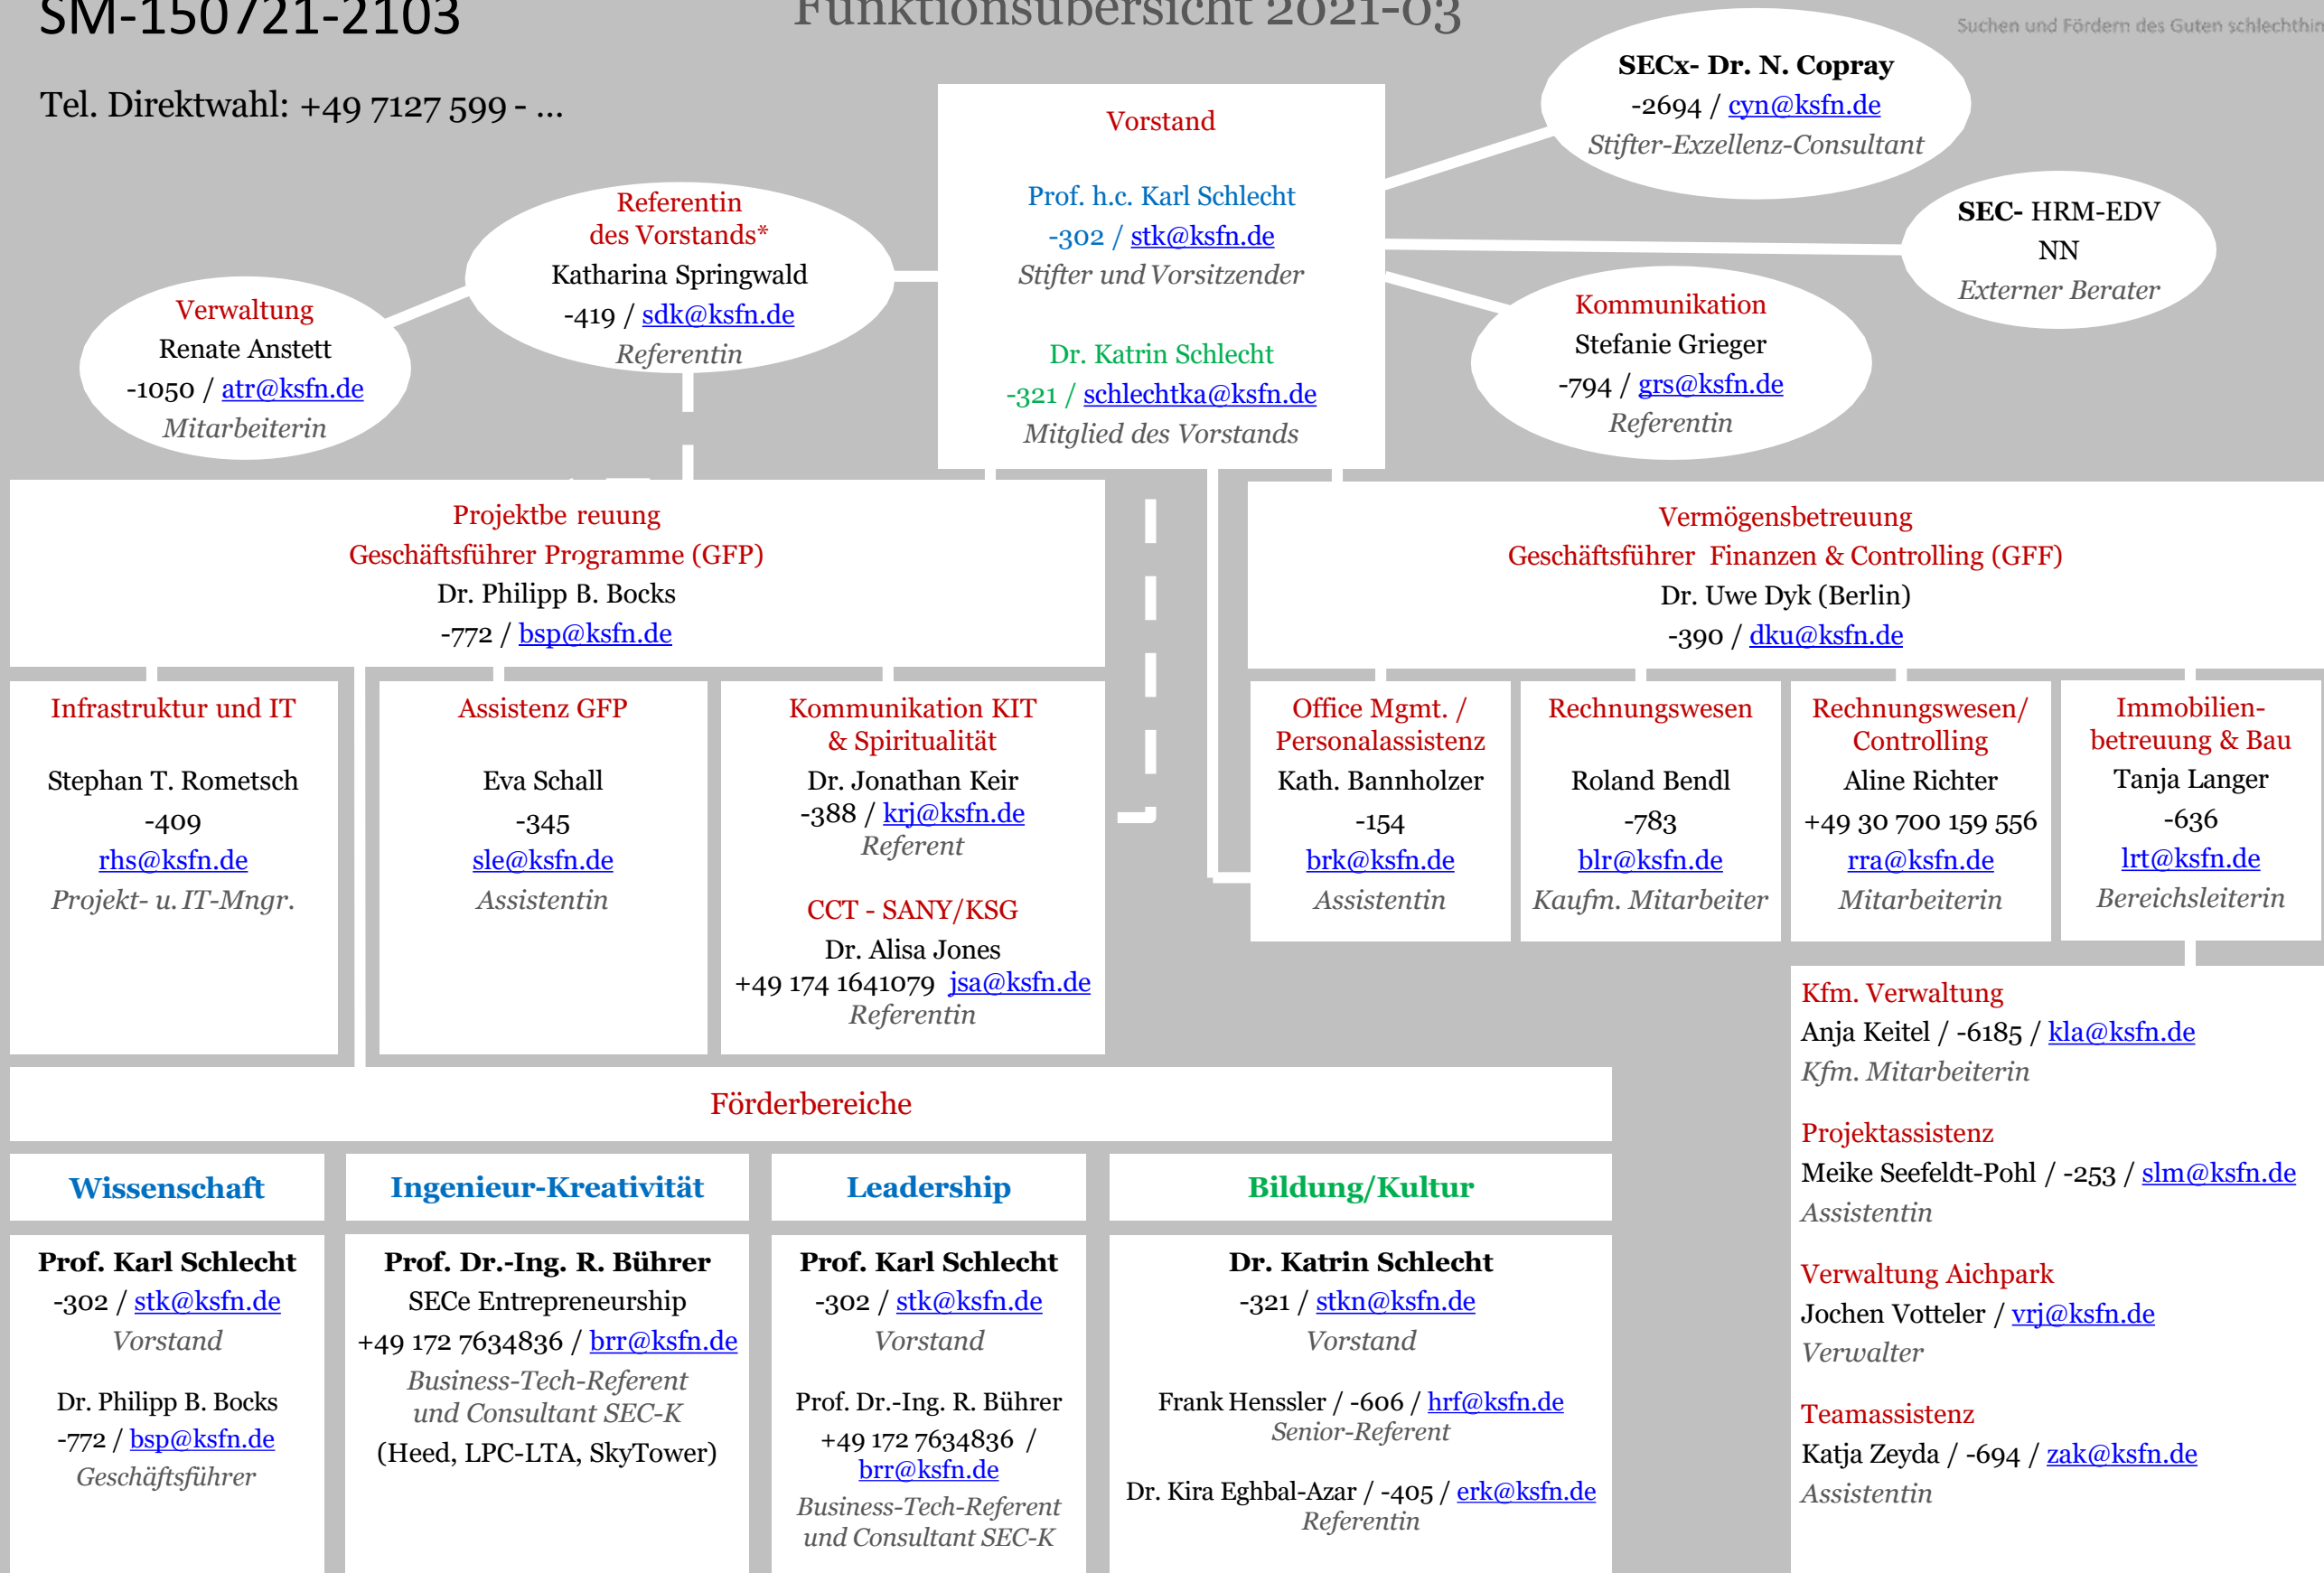 SM-150721-2103
Funktionsübersicht 2021-03
Suchen und Fördern des Guten schlechthin
Tel. Direktwahl: +49 7127 599 - ...
SECx- Dr. N. Copray
-2694 / cyn@ksfn.de
Stifter-Exzellenz-Consultant
Vorstand
Prof. h.c. Karl Schlecht
-302 / stk@ksfn.de
Stifter und Vorsitzender
Dr. Katrin Schlecht
-321 / schlechtka@ksfn.de
Mitglied des Vorstands
Referentin
des Vorstands*
Katharina Springwald
-419 / sdk@ksfn.de
Referentin
SEC- HRM-EDV
NN
Externer Berater
Verwaltung
Renate Anstett
-1050 / atr@ksfn.de
Mitarbeiterin
Kommunikation
Stefanie Grieger
-794 / grs@ksfn.de
Referentin
Projektbe reuung
Geschäftsführer Programme (GFP)
Dr. Philipp B. Bocks
-772 / bsp@ksfn.de
Vermögensbetreuung
Geschäftsführer Finanzen & Controlling (GFF)
Dr. Uwe Dyk (Berlin)
-390 / dku@ksfn.de
Infrastruktur und IT
Stephan T. Rometsch
-409
rhs@ksfn.de
Projekt- u. IT-Mngr.
Assistenz GFP
Eva Schall
-345
sle@ksfn.de
Assistentin
Kommunikation KIT
& Spiritualität
Dr. Jonathan Keir
-388 / krj@ksfn.de
Referent
CCT - SANY/KSG
Dr. Alisa Jones
+49 174 1641079 jsa@ksfn.de
Referentin
Office Mgmt. /
Personalassistenz
Kath. Bannholzer
-154
brk@ksfn.de
Assistentin
Rechnungswesen
Roland Bendl
-783
blr@ksfn.de
Kaufm. Mitarbeiter
Rechnungswesen/
Controlling
Aline Richter
+49 30 700 159 556
rra@ksfn.de
Mitarbeiterin
Immobilien-
betreuung & Bau
Tanja Langer
-636
lrt@ksfn.de
Bereichsleiterin
Kfm. Verwaltung
Anja Keitel / -6185 / kla@ksfn.de
Kfm. Mitarbeiterin
Projektassistenz
Meike Seefeldt-Pohl / -253 / slm@ksfn.de
Assistentin
Verwaltung Aichpark
Jochen Votteler / vrj@ksfn.de
Verwalter
Teamassistenz
Katja Zeyda / -694 / zak@ksfn.de
Assistentin
Förderbereiche
Wissenschaft
Prof. Karl Schlecht
-302 / stk@ksfn.de
Vorstand
Dr. Philipp B. Bocks
-772 / bsp@ksfn.de
Geschäftsführer
Ingenieur-Kreativität
Prof. Dr.-Ing. R. Bührer
SECe Entrepreneurship
+49 172 7634836 / brr@ksfn.de
Business-Tech-Referent
und Consultant SEC-K
(Heed, LPC-LTA, SkyTower)
Leadership
Prof. Karl Schlecht
-302 / stk@ksfn.de
Vorstand
Prof. Dr.-Ing. R. Bührer
+49 172 7634836 /
brr@ksfn.de
Business-Tech-Referent
und Consultant SEC-K
Bildung/Kultur
Dr. Katrin Schlecht
-321 / stkn@ksfn.de
Vorstand
Frank Henssler / -606 / hrf@ksfn.de
Senior-Referent
Dr. Kira Eghbal-Azar / -405 / erk@ksfn.de
Referentin